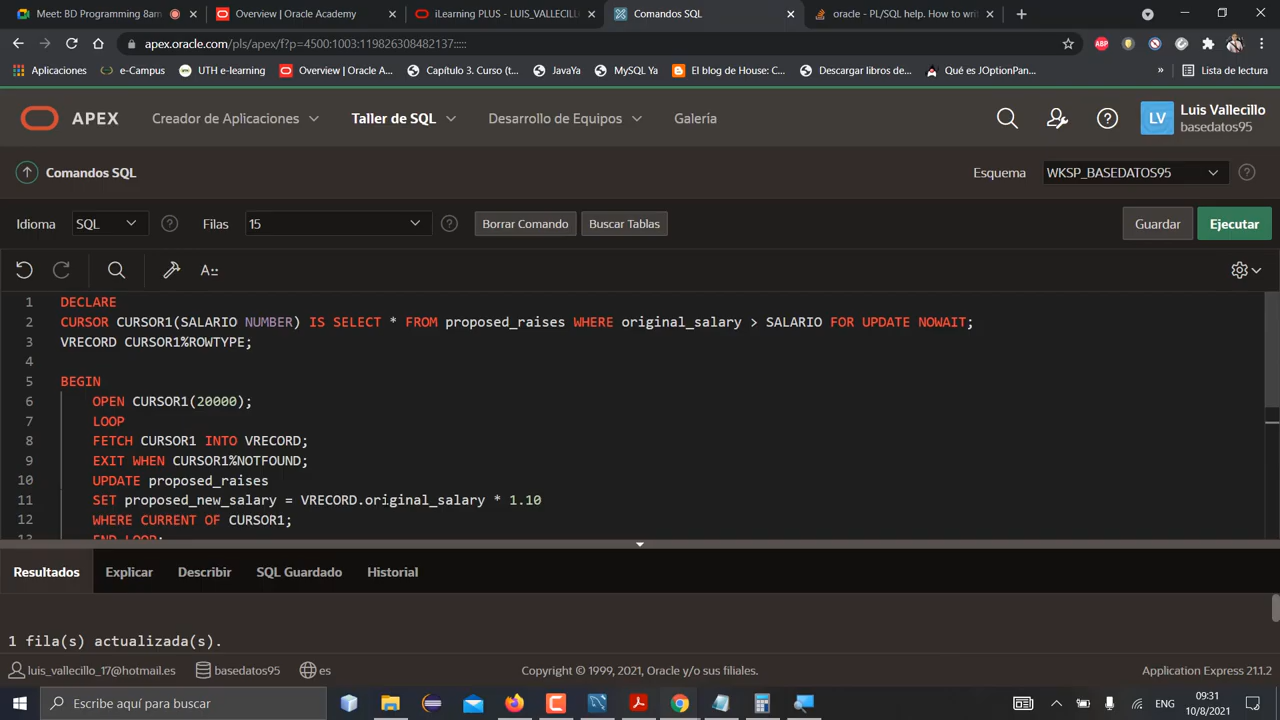 Meet: BD Programming 8am
Overview | Oracle Academy
iLearning PLUS - LUIS_VALLECILL
Comandos SQL
oracle - PL/SQL help. How to writ
apex.oracle.com/pls/apex/f?p=4500:1003:119826308482137:::::
ABP
Aplicaciones
e-Campus
UTH e-learning
Overview | Oracle A...
Capítulo 3. Curso (t...
JavaYa
MySQL Ya
El blog de House: C...
Descargar libros de...
Qué es JOptionPan...
»
Lista de lectura
APEX
Creador de Aplicaciones
Taller de SQL
Desarrollo de Equipos
Galería
LV
Luis Vallecillo
basedatos95
Comandos SQL
Esquema
WKSP_BASEDATOS95
Idioma
SQL
Filas
15
Borrar Comando
Buscar Tablas
Guardar
Ejecutar
A::
1 DECLARE
2 CURSOR CURSOR1(SALARIO NUMBER) IS SELECT * FROM proposed_raises WHERE original_salary > SALARIO FOR UPDATE NOWAIT;
3 VRECORD CURSOR1%ROWTYPE;
4
5 BEGIN
6 OPEN CURSOR1(20000);
7 LOOP
8 FETCH CURSOR1 INTO VRECORD;
9 EXIT WHEN CURSOR1%NOTFOUND;
10 UPDATE proposed_raises
11 SET proposed_new_salary = VRECORD.original_salary * 1.10
12 WHERE CURRENT OF CURSOR1;
13 END LOOP;
Resultados
Explicar
Describir
SQL Guardado
Historial
1 fila(s) actualizada(s).
luis_vallecillo_17@hotmail.es
basedatos95
es
Copyright © 1999, 2021, Oracle y/o sus filiales.
Application Express 21.1.2
Escribe aquí para buscar
ENG
09:31
10/8/2021